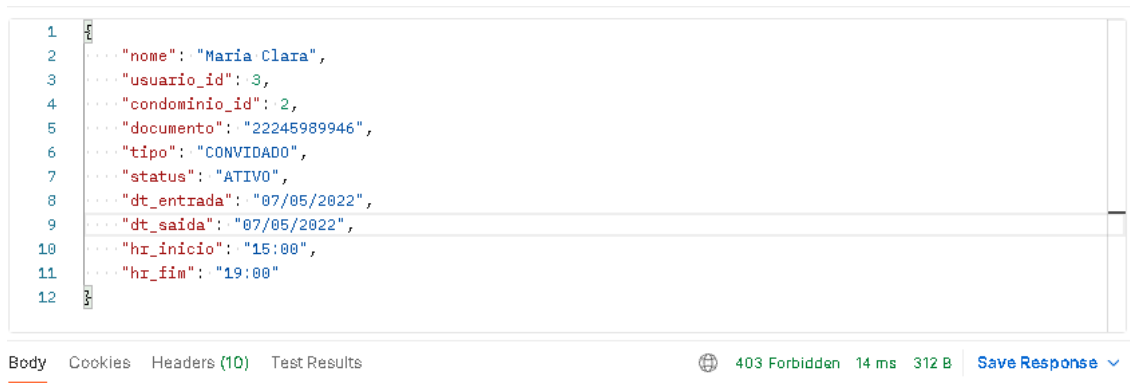 1 {
2 "nome": "Maria Clara",
3 "usuario_id": 3,
4 "condominio_id": 2,
5 "documento": "22245989946",
6 "tipo": "CONVIDADO",
7 "status": "ATIVO",
8 "dt_entrada": "07/05/2022",
9 "dt_saida": "07/05/2022",
10 "hr_inicio": "15:00",
11 "hr_fim": "19:00"
12 }
Body Cookies Headers (10) Test Results 403 Forbidden 14 ms 312 B Save Response